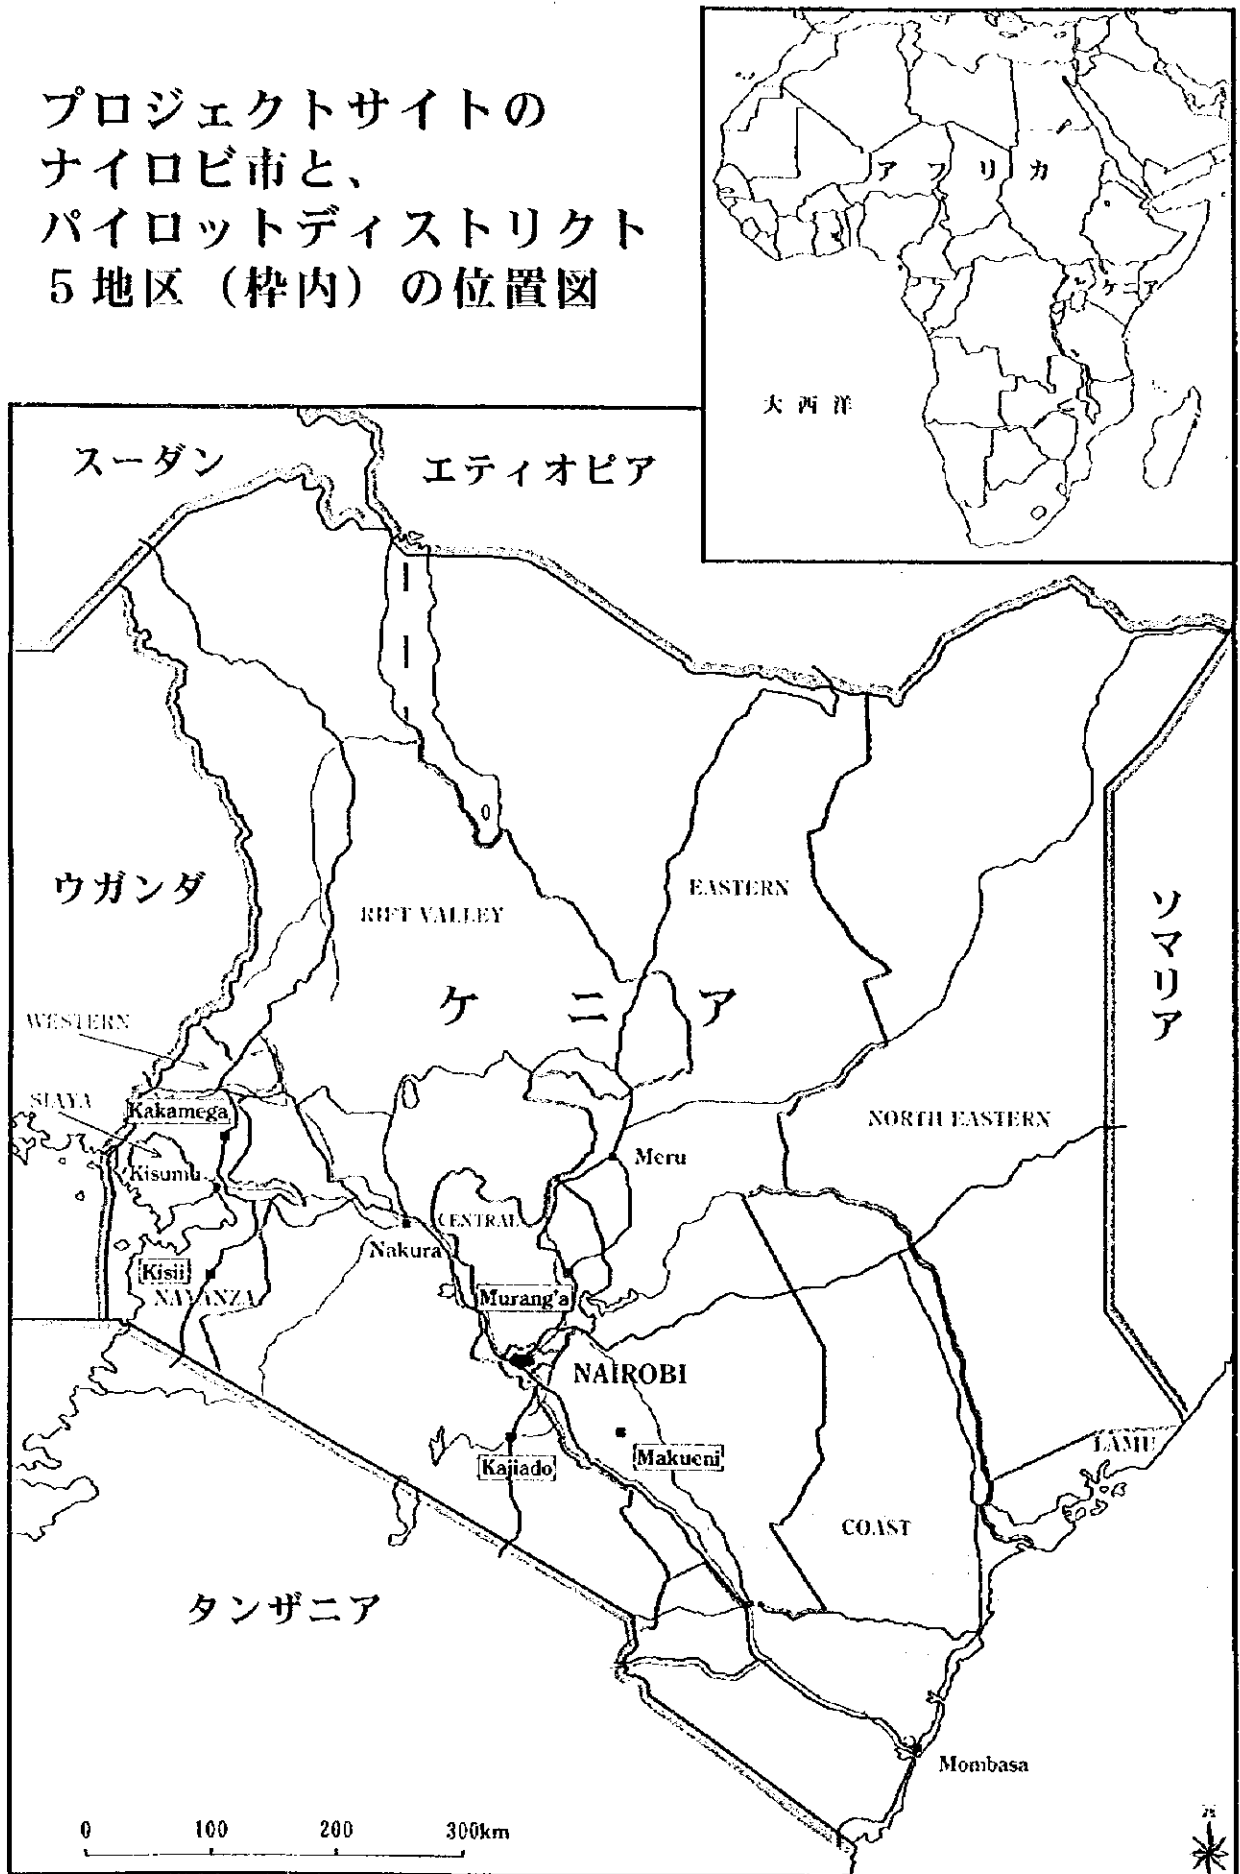 プロジェクトサイトの
ナイロビ市と、
パイロットディストリクト
5地区（枠内）の位置図
アフリカ
ケニア
大西洋
スーダン
エティオピア
ウガンダ
ソマリア
RIFT VALLEY
EASTERN
ケニア
WESTERN
SIAYA
Kakamega
NORTH EASTERN
Kisumu
Meru
CENTRAL
Nakura
Kisii
NAYANZA
Murang'a
NAIROBI
Kajiado
Makueni
LAMU
COAST
タンザニア
Mombasa
0 100 200 300km